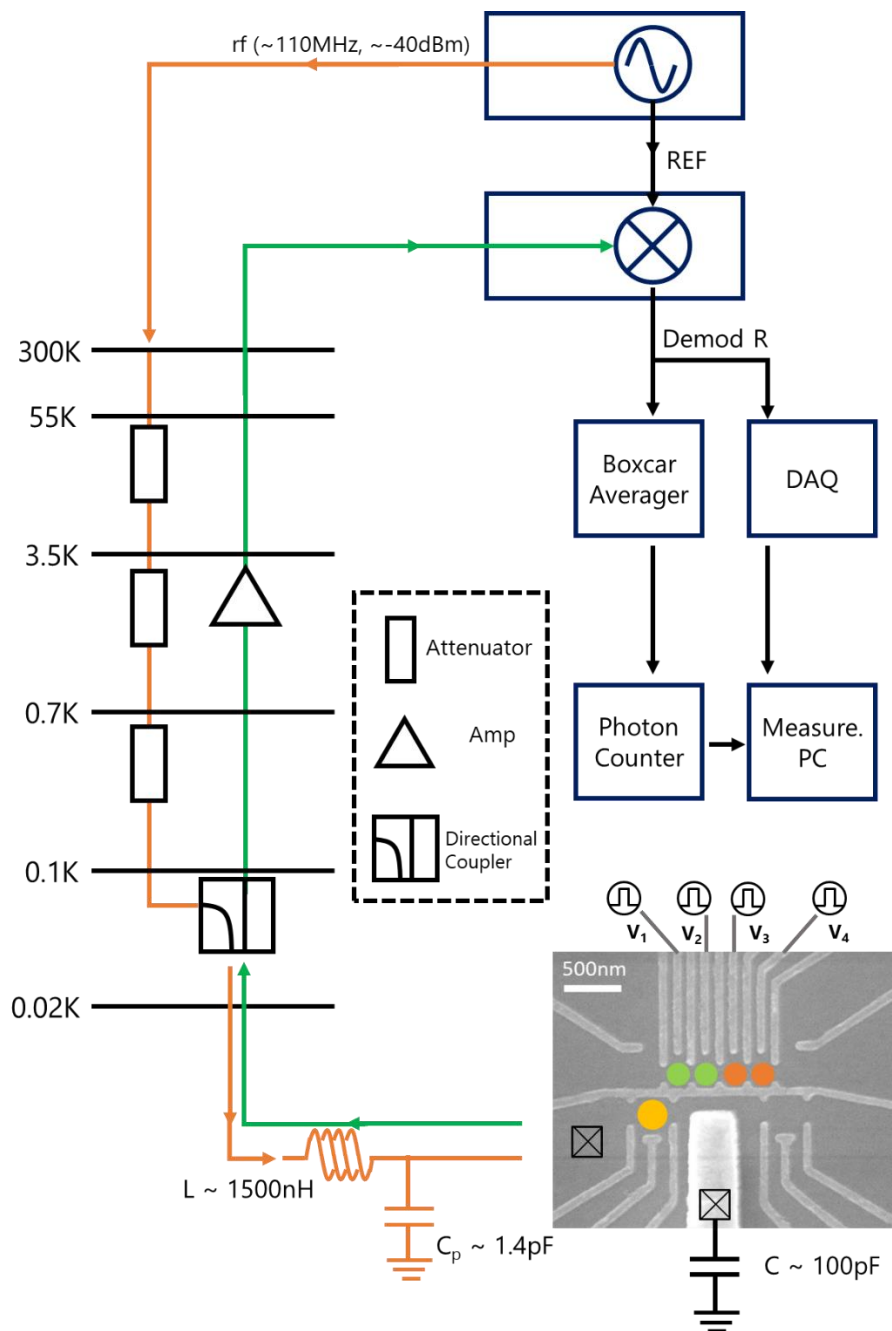 rf (~110MHz, ~-40dBm)
REF
Demod R
300K
55K
3.5K
0.7K
0.1K
0.02K
Boxcar
Averager
DAQ
Photon
Counter
Measure.
PC
Attenuator
Amp
Directional
Coupler
V₁
V₂
V₃
V₄
500nm
L ~ 1500nH
Cₚ ~ 1.4pF
C ~ 100pF